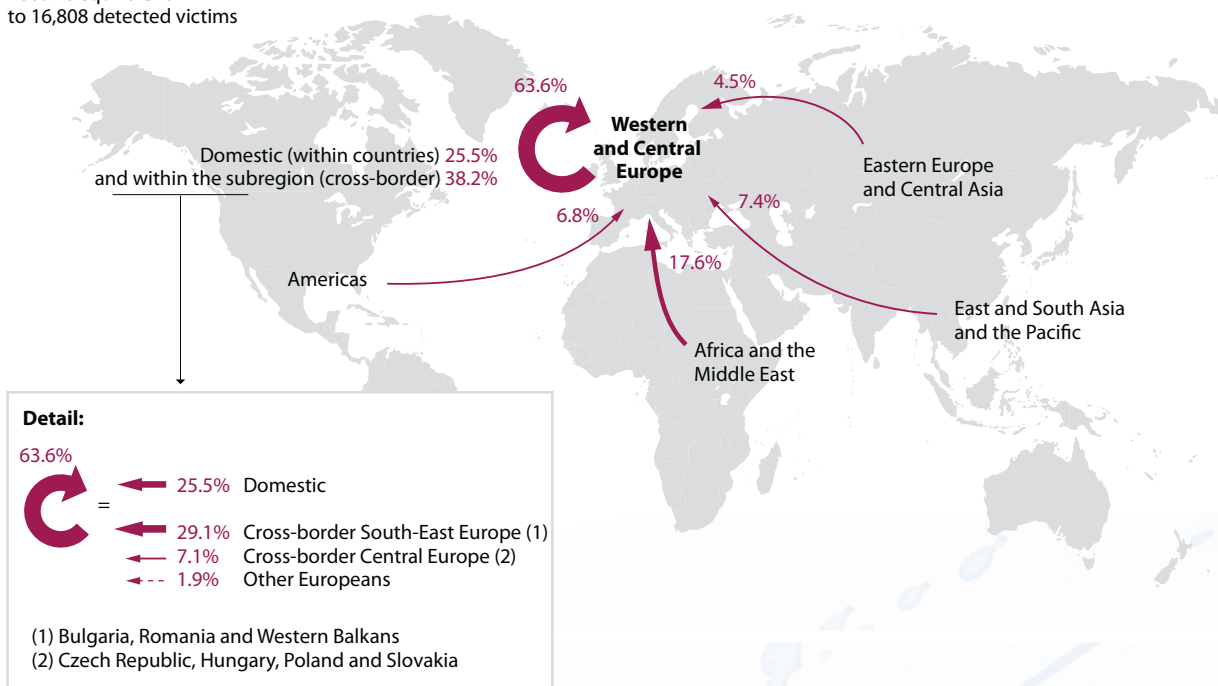 to 16,808 detected victims
63.6%
4.5%
Western
and Central
Europe
Domestic (within countries) 25.5%
and within the subregion (cross-border) 38.2%
Eastern Europe
and Central Asia
6.8%
7.4%
17.6%
Americas
East and South Asia
and the Pacific
Africa and the
Middle East
Detail:
63.6%
=
25.5% Domestic
29.1% Cross-border South-East Europe (1)
7.1% Cross-border Central Europe (2)
1.9% Other Europeans
(1) Bulgaria, Romania and Western Balkans
(2) Czech Republic, Hungary, Poland and Slovakia